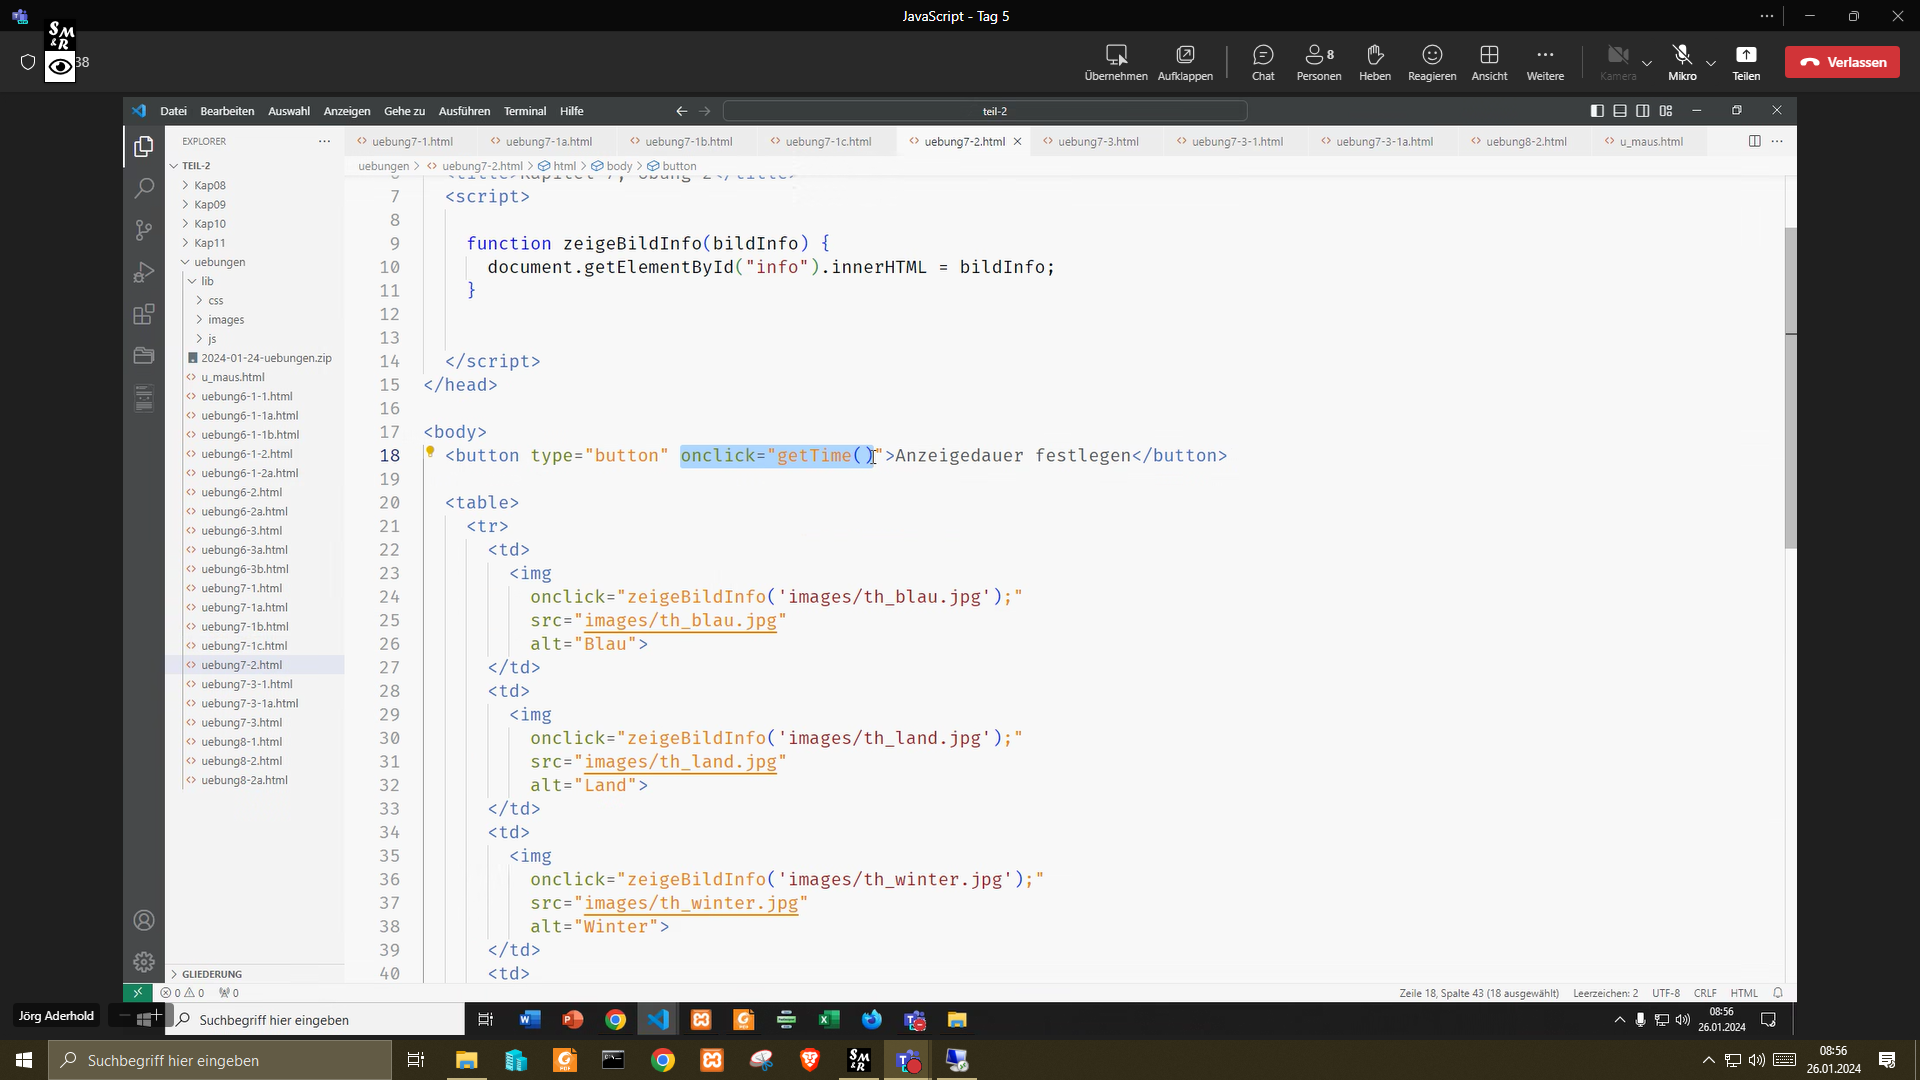 JavaScript - Tag 5
SM
&R
38
Übernehmen
Aufklappen
Chat
8
Personen
Heben
Reagieren
Ansicht
Weitere
Kamera
Mikro
Teilen
Verlassen
Datei Bearbeiten Auswahl Anzeigen Gehe zu Ausführen Terminal Hilfe
teil-2
EXPLORER
uebung7-1.html uebung7-1a.html uebung7-1b.html uebung7-1c.html uebung7-2.html uebung7-3.html uebung7-3-1.html uebung7-3-1a.html uebung8-2.html u_maus.html
uebungen > uebung7-2.html > html > body > button
TEIL-2
Kap08
Kap09
Kap10
Kap11
uebungen
lib
css
images
js
2024-01-24-uebungen.zip
u_maus.html
uebung6-1-1.html
uebung6-1-1a.html
uebung6-1-1b.html
uebung6-1-2.html
uebung6-1-2a.html
uebung6-2.html
uebung6-2a.html
uebung6-3.html
uebung6-3a.html
uebung6-3b.html
uebung7-1.html
uebung7-1a.html
uebung7-1b.html
uebung7-1c.html
uebung7-2.html
uebung7-3-1.html
uebung7-3-1a.html
uebung7-3.html
uebung8-1.html
uebung8-2.html
uebung8-2a.html
GLIEDERUNG
7 <script>
8
9 function zeigeBildInfo(bildInfo) {
10 document.getElementById("info").innerHTML = bildInfo;
11 }
12
13
14 </script>
15 </head>
16
17 <body>
18 <button type="button" onclick="getTime()">Anzeigedauer festlegen</button>
19
20 <table>
21 <tr>
22 <td>
23 <img
24 onclick="zeigeBildInfo('images/th_blau.jpg');"
25 src="images/th_blau.jpg"
26 alt="Blau">
27 </td>
28 <td>
29 <img
30 onclick="zeigeBildInfo('images/th_land.jpg');"
31 src="images/th_land.jpg"
32 alt="Land">
33 </td>
34 <td>
35 <img
36 onclick="zeigeBildInfo('images/th_winter.jpg');"
37 src="images/th_winter.jpg"
38 alt="Winter">
39 </td>
40 <td>
0 0 0
Zeile 18, Spalte 43 (18 ausgewählt) Leerzeichen: 2 UTF-8 CRLF HTML
Jörg Aderhold
Suchbegriff hier eingeben
08:56
26.01.2024
Suchbegriff hier eingeben
08:56
26.01.2024